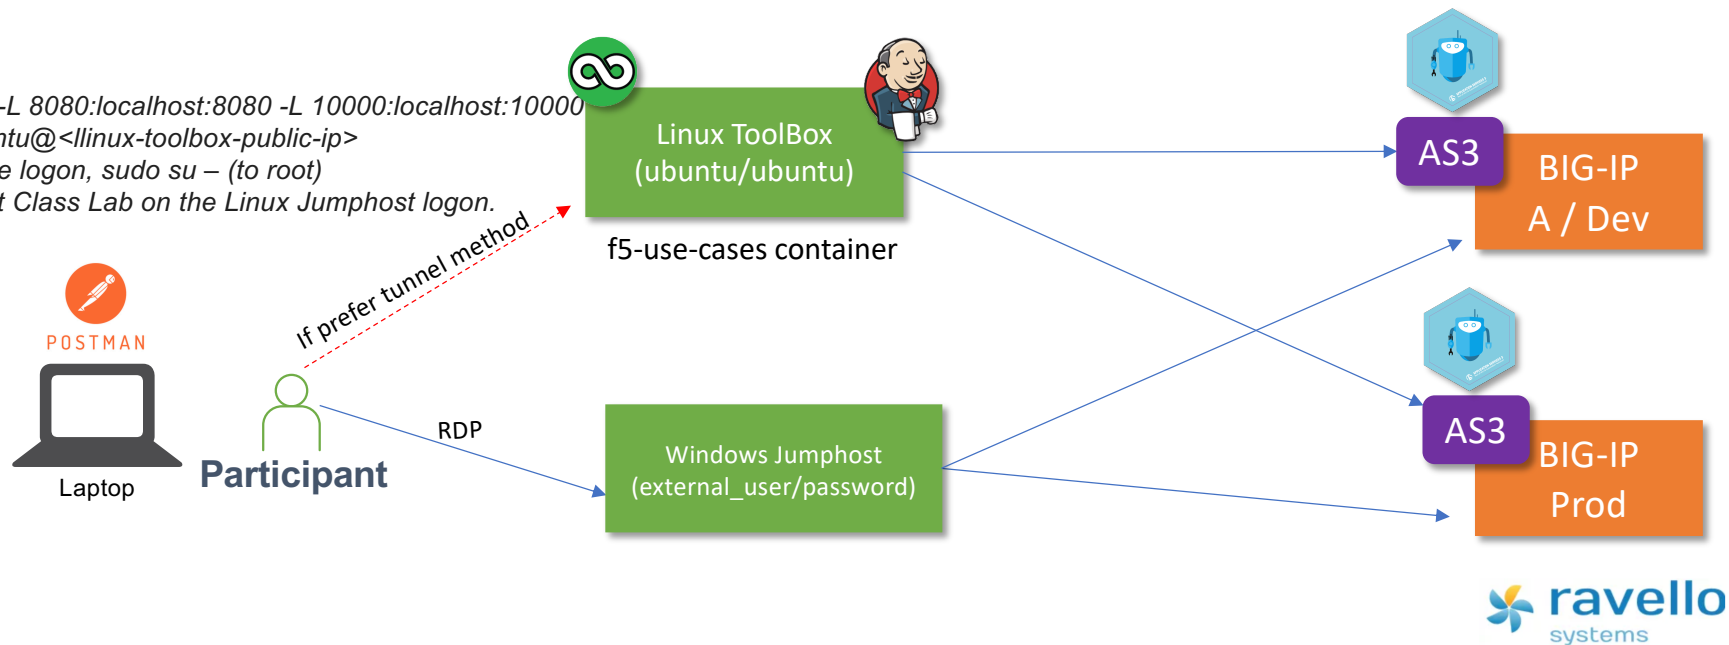 -L 8080:localhost:8080 -L 10000:localhost:10000
ntu@<llinux-toolbox-public-ip>
e logon, sudo su – (to root)
t Class Lab on the Linux Jumphost logon.
Linux ToolBox
(ubuntu/ubuntu)
f5-use-cases container
If prefer tunnel method
POSTMAN
Laptop
Participant
RDP
Windows Jumphost
(external_user/password)
AS3
BIG-IP
A / Dev
AS3
BIG-IP
Prod
ravello
systems